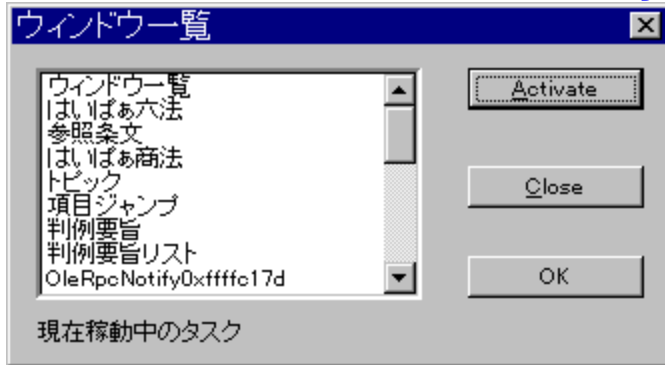 ウィンドウ一覧
ウィンドウ一覧
はいぱぁ六法
参照条文
はいぱぁ商法
トピック
項目ジャンプ
判例要旨
判例要旨リスト
OleRpcNotify0xffffc17d
Activate
Close
OK
現在稼動中のタスク